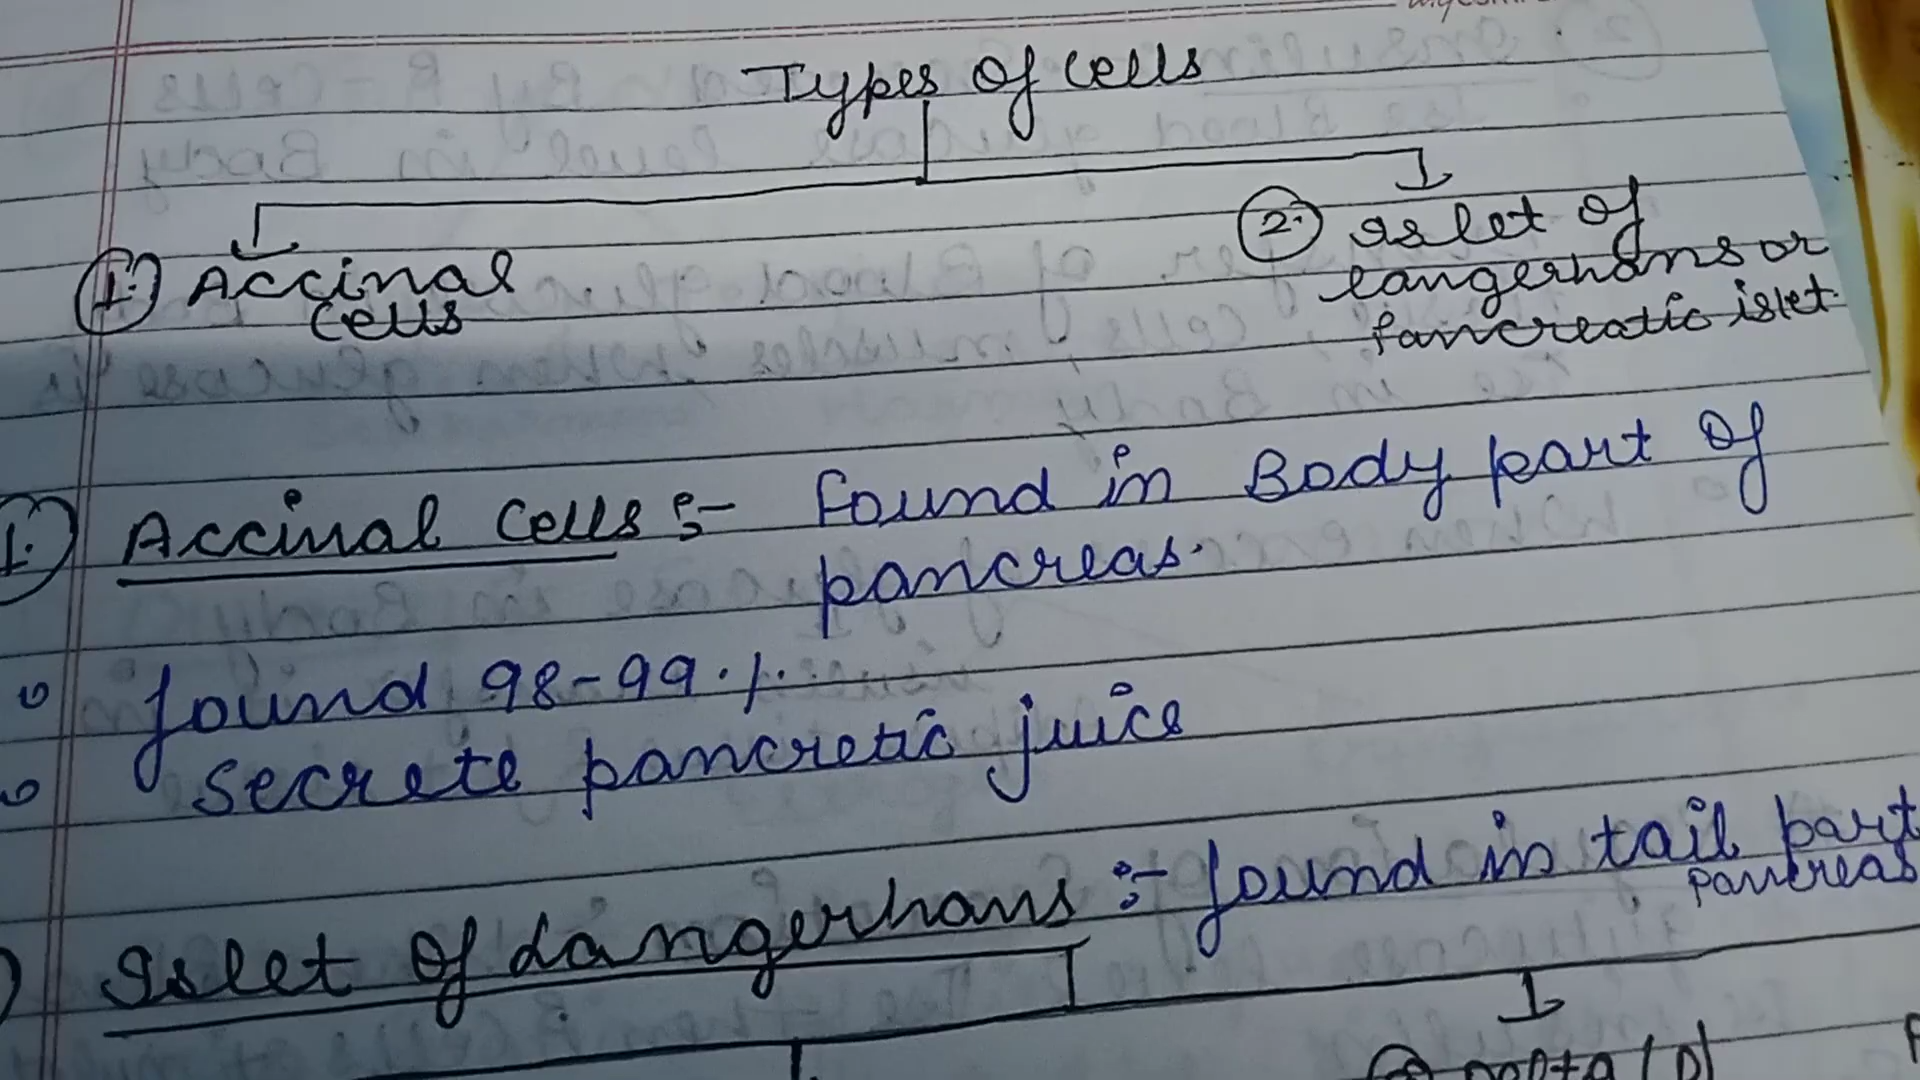 Types of cells
1. Accinal
cells
2. Islet of
langerhans or
pancreatic islet.
1. Accinal cells :- Found in Body part of
pancreas.
found 98-99 %.
secrete pancretic juice
Islet of Langerhans :- found in tail part
pancreas
Delta (D)